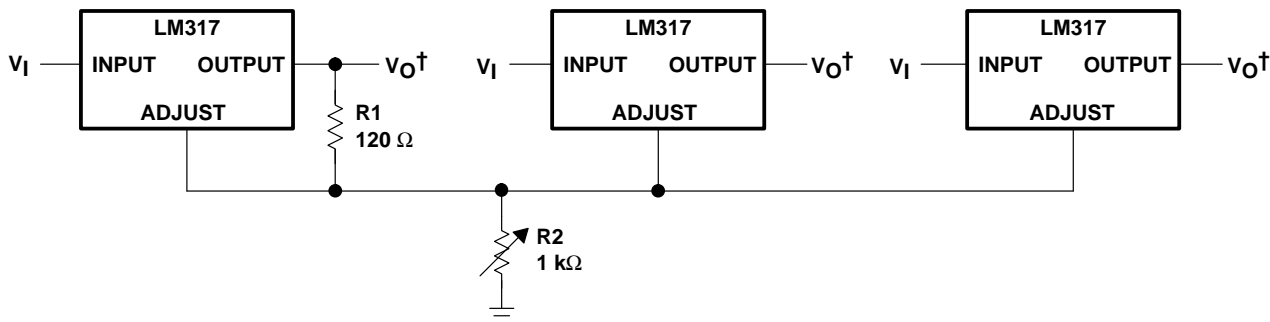 LM317
VI INPUT OUTPUT VO†
ADJUST
R1
120 Ω
LM317
VI INPUT OUTPUT VO†
ADJUST
LM317
VI INPUT OUTPUT VO†
ADJUST
R2
1 kΩ